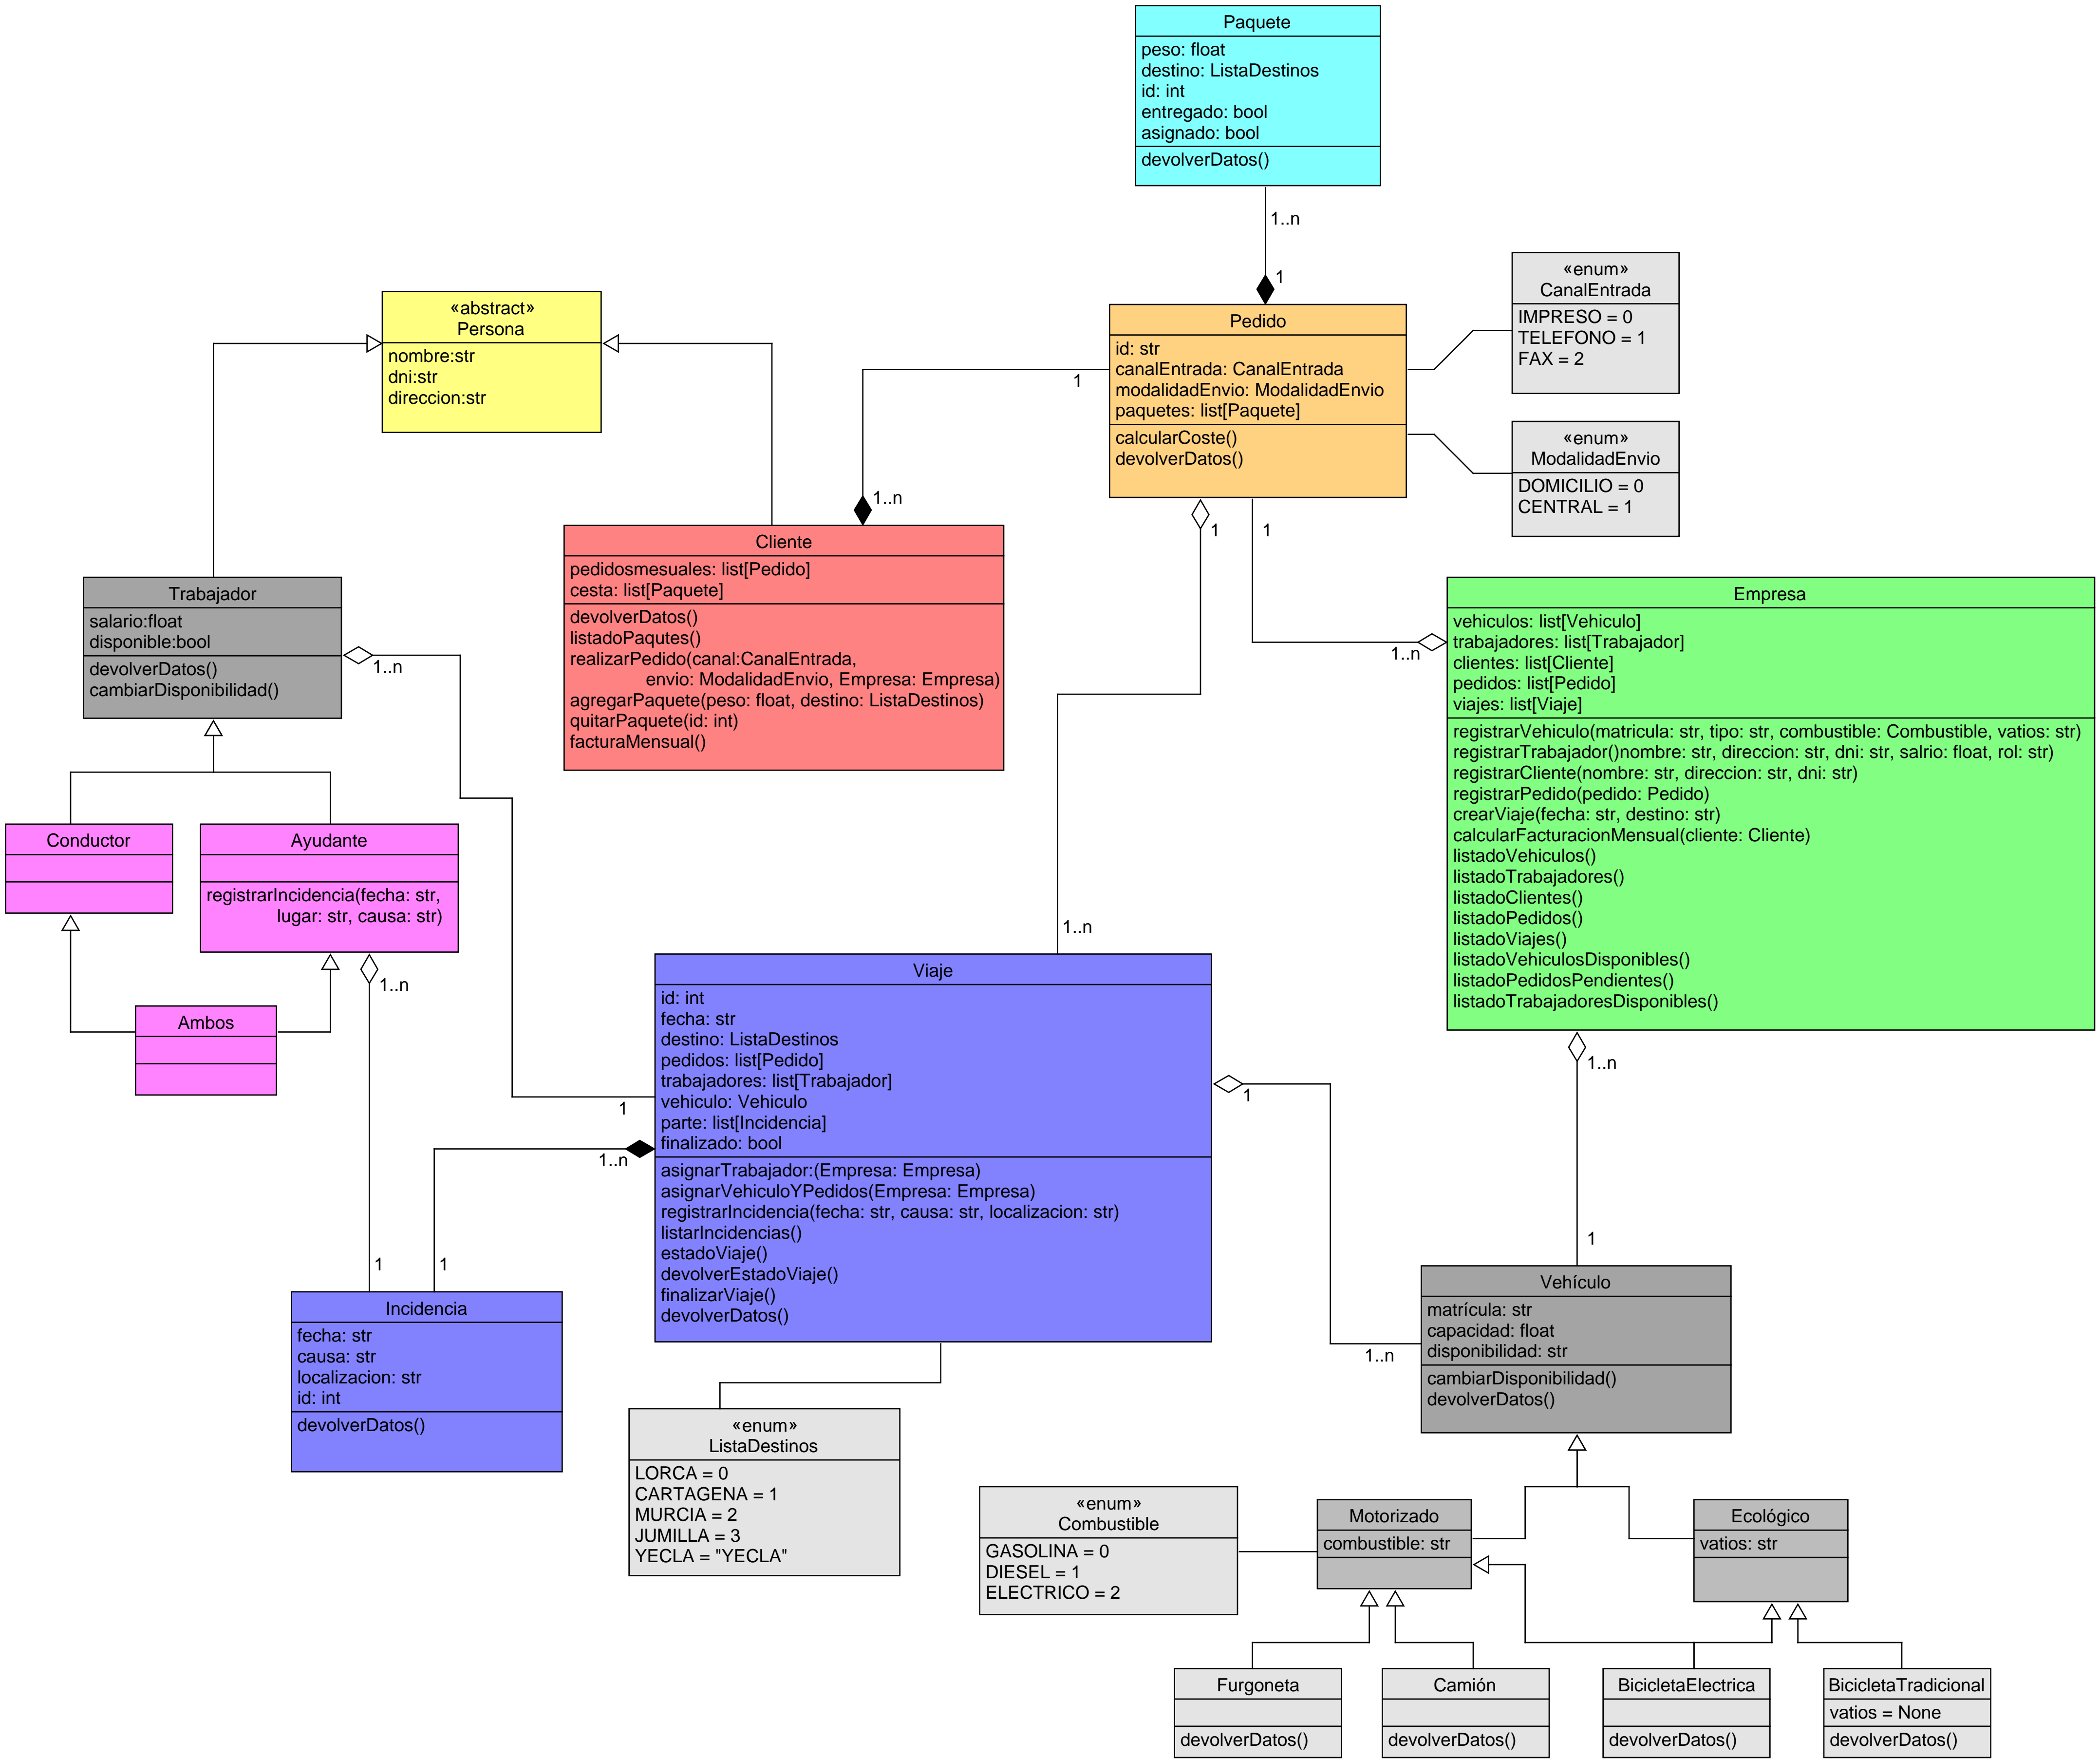 Paquete
peso: float
destino: ListaDestinos
id: int
entregado: bool
asignado: bool
devolverDatos()
1..n
1
«enum»
CanalEntrada
IMPRESO = 0
TELEFONO = 1
FAX = 2
«abstract»
Persona
nombre:str
dni:str
direccion:str
Pedido
id: str
canalEntrada: CanalEntrada
modalidadEnvio: ModalidadEnvio
paquetes: list[Paquete]
calcularCoste()
devolverDatos()
1
«enum»
ModalidadEnvio
DOMICILIO = 0
CENTRAL = 1
1..n
1
1
Cliente
pedidosmesuales: list[Pedido]
cesta: list[Paquete]
devolverDatos()
listadoPaqutes()
realizarPedido(canal:CanalEntrada,
envio: ModalidadEnvio, Empresa: Empresa)
agregarPaquete(peso: float, destino: ListaDestinos)
quitarPaquete(id: int)
facturaMensual()
Trabajador
salario:float
disponible:bool
devolverDatos()
cambiarDisponibilidad()
1..n
1..n
Empresa
vehiculos: list[Vehiculo]
trabajadores: list[Trabajador]
clientes: list[Cliente]
pedidos: list[Pedido]
viajes: list[Viaje]
registrarVehiculo(matricula: str, tipo: str, combustible: Combustible, vatios: str)
registrarTrabajador()nombre: str, direccion: str, dni: str, salrio: float, rol: str)
registrarCliente(nombre: str, direccion: str, dni: str)
registrarPedido(pedido: Pedido)
crearViaje(fecha: str, destino: str)
calcularFacturacionMensual(cliente: Cliente)
listadoVehiculos()
listadoTrabajadores()
listadoClientes()
listadoPedidos()
listadoViajes()
listadoVehiculosDisponibles()
listadoPedidosPendientes()
listadoTrabajadoresDisponibles()
Conductor
Ayudante
registrarIncidencia(fecha: str,
lugar: str, causa: str)
1..n
Ambos
1..n
Viaje
id: int
fecha: str
destino: ListaDestinos
pedidos: list[Pedido]
trabajadores: list[Trabajador]
vehiculo: Vehiculo
parte: list[Incidencia]
finalizado: bool
asignarTrabajador:(Empresa: Empresa)
asignarVehiculoYPedidos(Empresa: Empresa)
registrarIncidencia(fecha: str, causa: str, localizacion: str)
listarIncidencias()
estadoViaje()
devolverEstadoViaje()
finalizarViaje()
devolverDatos()
1
1..n
1
1..n
1
1
1
1..n
Incidencia
fecha: str
causa: str
localizacion: str
id: int
devolverDatos()
Vehículo
matrícula: str
capacidad: float
disponibilidad: str
cambiarDisponibilidad()
devolverDatos()
«enum»
ListaDestinos
LORCA = 0
CARTAGENA = 1
MURCIA = 2
JUMILLA = 3
YECLA = "YECLA"
«enum»
Combustible
GASOLINA = 0
DIESEL = 1
ELECTRICO = 2
Motorizado
combustible: str
Ecológico
vatios: str
Furgoneta
devolverDatos()
Camión
devolverDatos()
BicicletaElectrica
devolverDatos()
BicicletaTradicional
vatios = None
devolverDatos()